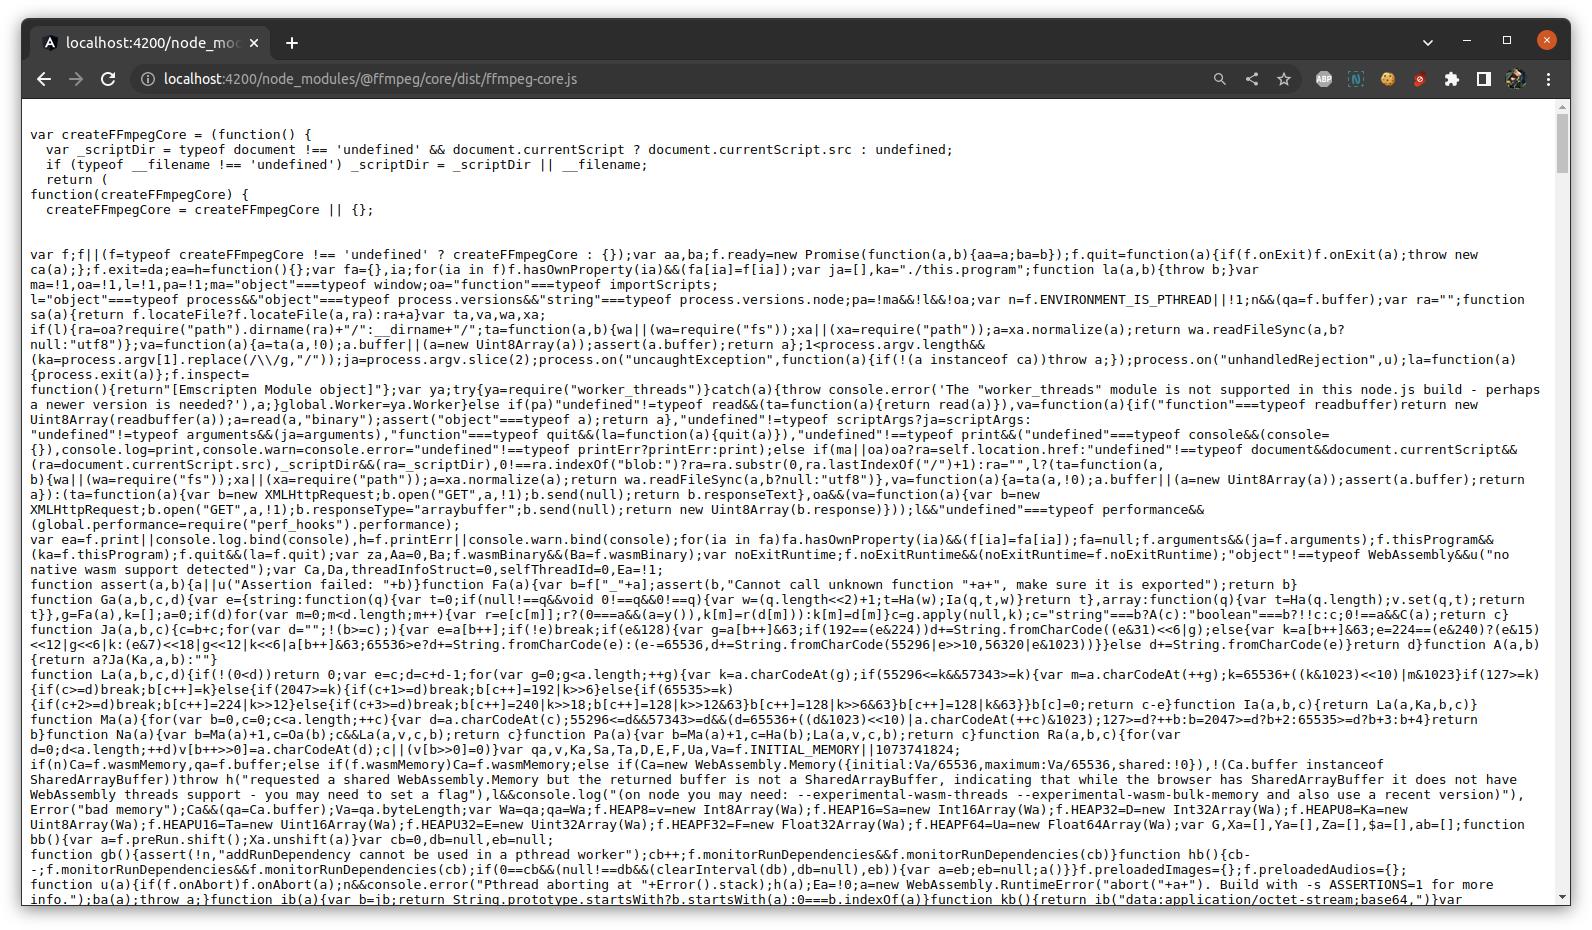 localhost:4200/node_mo
localhost:4200/node_modules/@ffmpeg/core/dist/ffmpeg-core.js
ABP
var createFFmpegCore = (function() {
  var _scriptDir = typeof document !== 'undefined' && document.currentScript ? document.currentScript.src : undefined;
  if (typeof __filename !== 'undefined') _scriptDir = _scriptDir || __filename;
  return (
function(createFFmpegCore) {
  createFFmpegCore = createFFmpegCore || {};
var f;f||(f=typeof createFFmpegCore !== 'undefined' ? createFFmpegCore : {});var aa,ba;f.ready=new Promise(function(a,b){aa=a;ba=b});f.quit=function(a){if(f.onExit)f.onExit(a);throw new
ca(a);};f.exit=da;ea=h=function(){};var fa={},ia;for(ia in f)f.hasOwnProperty(ia)&&(fa[ia]=f[ia]);var ja=[],ka="./this.program";function la(a,b){throw b;}var
ma=!1,oa=!1,l=!1,pa=!1;ma="object"===typeof window;oa="function"===typeof importScripts;
l="object"===typeof process&&"object"===typeof process.versions&&"string"===typeof process.versions.node;pa=!ma&&!l&&!oa;var n=f.ENVIRONMENT_IS_PTHREAD||!1;n&&(qa=f.buffer);var ra="";function
sa(a){return f.locateFile?f.locateFile(a,ra):ra+a}var ta,va,wa,xa;
if(l){ra=oa?require("path").dirname(ra)+"/":__dirname+"/";ta=function(a,b){wa||(wa=require("fs"));xa||(xa=require("path"));a=xa.normalize(a);return wa.readFileSync(a,b?
null:"utf8")};va=function(a){a=ta(a,!0);a.buffer||(a=new Uint8Array(a));assert(a.buffer);return a};1<process.argv.length&&
(ka=process.argv[1].replace(/\\/g,"/"));ja=process.argv.slice(2);process.on("uncaughtException",function(a){if(!(a instanceof ca))throw a;});process.on("unhandledRejection",u);la=function(a)
{process.exit(a)};f.inspect=
function(){return"[Emscripten Module object]"};var ya;try{ya=require("worker_threads")}catch(a){throw console.error('The "worker_threads" module is not supported in this node.js build - perhaps
a newer version is needed?'),a;}global.Worker=ya.Worker}else if(pa)"undefined"!=typeof read&&(ta=function(a){return read(a)}),va=function(a){if("function"===typeof readbuffer)return new
Uint8Array(readbuffer(a));a=read(a,"binary");assert("object"===typeof a);return a},"undefined"!=typeof scriptArgs?ja=scriptArgs:
"undefined"!=typeof arguments&&(ja=arguments),"function"===typeof quit&&(la=function(a){quit(a)}),"undefined"!==typeof print&&("undefined"===typeof console&&(console=
{}),console.log=print,console.warn=console.error="undefined"!==typeof printErr?printErr:print);else if(ma||oa)oa?ra=self.location.href:"undefined"!==typeof document&&document.currentScript&&
(ra=document.currentScript.src),_scriptDir&&(ra=_scriptDir),0!==ra.indexOf("blob:")?ra=ra.substr(0,ra.lastIndexOf("/")+1):ra="",l?(ta=function(a,
b){wa||(wa=require("fs"));xa||(xa=require("path"));a=xa.normalize(a);return wa.readFileSync(a,b?null:"utf8")},va=function(a){a=ta(a,!0);a.buffer||(a=new Uint8Array(a));assert(a.buffer);return
a}):(ta=function(a){var b=new XMLHttpRequest;b.open("GET",a,!1);b.send(null);return b.responseText},oa&&(va=function(a){var b=new
XMLHttpRequest;b.open("GET",a,!1);b.responseType="arraybuffer";b.send(null);return new Uint8Array(b.response)}));l&&"undefined"===typeof performance&&
(global.performance=require("perf_hooks").performance);
var ea=f.print||console.log.bind(console),h=f.printErr||console.warn.bind(console);for(ia in fa)fa.hasOwnProperty(ia)&&(f[ia]=fa[ia]);fa=null;f.arguments&&(ja=f.arguments);f.thisProgram&&
(ka=f.thisProgram);f.quit&&(la=f.quit);var za,Aa=0,Ba;f.wasmBinary&&(Ba=f.wasmBinary);var noExitRuntime;f.noExitRuntime&&(noExitRuntime=f.noExitRuntime);"object"!==typeof WebAssembly&&u("no
native wasm support detected");var Ca,Da,threadInfoStruct=0,selfThreadId=0,Ea=!1;
function assert(a,b){a||u("Assertion failed: "+b)}function Fa(a){var b=f["_"+a];assert(b,"Cannot call unknown function "+a+", make sure it is exported");return b}
function Ga(a,b,c,d){var e={string:function(q){var t=0;if(null!==q&&void 0!==q&&0!==q){var w=(q.length<<2)+1;t=Ha(w);Ia(q,t,w)}return t},array:function(q){var t=Ha(q.length);v.set(q,t);return
t}},g=Fa(a),k=[];a=0;if(d)for(var m=0;m<d.length;m++){var r=e[c[m]];r?(0===a&&(a=y()),k[m]=r(d[m])):k[m]=d[m]}c=g.apply(null,k);c="string"===b?A(c):"boolean"===b?!!c:c;0!==a&&C(a);return c}
function Ja(a,b,c){c=b+c;for(var d="";!(b>=c);){var e=a[b++];if(!e)break;if(e&128){var g=a[b++]&63;if(192==(e&224))d+=String.fromCharCode((e&31)<<6|g);else{var k=a[b++]&63;e=224==(e&240)?(e&15)
<<12|g<<6|k:(e&7)<<18|g<<12|k<<6|a[b++]&63;65536>e?d+=String.fromCharCode(e):(e-=65536,d+=String.fromCharCode(55296|e>>10,56320|e&1023))}}else d+=String.fromCharCode(e)}return d}function A(a,b)
{return a?Ja(Ka,a,b):""}
function La(a,b,c,d){if(!(0<d))return 0;var e=c;d=c+d-1;for(var g=0;g<a.length;++g){var k=a.charCodeAt(g);if(55296<=k&&57343>=k){var m=a.charCodeAt(++g);k=65536+((k&1023)<<10)|m&1023}if(127>=k)
{if(c>=d)break;b[c++]=k}else{if(2047>=k){if(c+1>=d)break;b[c++]=192|k>>6}else{if(65535>=k)
{if(c+2>=d)break;b[c++]=224|k>>12}else{if(c+3>=d)break;b[c++]=240|k>>18;b[c++]=128|k>>12&63}b[c++]=128|k>>6&63}b[c++]=128|k&63}}b[c]=0;return c-e}function Ia(a,b,c){return La(a,Ka,b,c)}
function Ma(a){for(var b=0,c=0;c<a.length;++c){var d=a.charCodeAt(c);55296<=d&&57343>=d&&(d=65536+((d&1023)<<10)|a.charCodeAt(++c)&1023);127>=d?++b:b=2047>=d?b+2:65535>=d?b+3:b+4}return
b}function Na(a){var b=Ma(a)+1,c=Oa(b);c&&La(a,v,c,b);return c}function Pa(a){var b=Ma(a)+1,c=Ha(b);La(a,v,c,b);return c}function Ra(a,b,c){for(var
d=0;d<a.length;++d)v[b++>>0]=a.charCodeAt(d);c||(v[b>>0]=0)}var qa,v,Ka,Sa,Ta,D,E,F,Ua,Va=f.INITIAL_MEMORY||1073741824;
if(n)Ca=f.wasmMemory,qa=f.buffer;else if(f.wasmMemory)Ca=f.wasmMemory;else if(Ca=new WebAssembly.Memory({initial:Va/65536,maximum:Va/65536,shared:!0}),!(Ca.buffer instanceof
SharedArrayBuffer))throw h("requested a shared WebAssembly.Memory but the returned buffer is not a SharedArrayBuffer, indicating that while the browser has SharedArrayBuffer it does not have
WebAssembly threads support - you may need to set a flag"),l&&console.log("(on node you may need: --experimental-wasm-threads --experimental-wasm-bulk-memory and also use a recent version)"),
Error("bad memory");Ca&&(qa=Ca.buffer);Va=qa.byteLength;var Wa=qa;qa=Wa;f.HEAP8=v=new Int8Array(Wa);f.HEAP16=Sa=new Int16Array(Wa);f.HEAP32=D=new Int32Array(Wa);f.HEAPU8=Ka=new
Uint8Array(Wa);f.HEAPU16=Ta=new Uint16Array(Wa);f.HEAPU32=E=new Uint32Array(Wa);f.HEAPF32=F=new Float32Array(Wa);f.HEAPF64=Ua=new Float64Array(Wa);var G,Xa=[],Ya=[],Za=[],$a=[],ab=[];function
bb(){var a=f.preRun.shift();Xa.unshift(a)}var cb=0,db=null,eb=null;
function gb(){assert(!n,"addRunDependency cannot be used in a pthread worker");cb++;f.monitorRunDependencies&&f.monitorRunDependencies(cb)}function hb(){cb-
-;f.monitorRunDependencies&&f.monitorRunDependencies(cb);if(0==cb&&(null!==db&&(clearInterval(db),db=null),eb)){var a=eb;eb=null;a()}}f.preloadedImages={};f.preloadedAudios={};
function u(a){if(f.onAbort)f.onAbort(a);n&&console.error("Pthread aborting at "+Error().stack);h(a);Ea=!0;a=new WebAssembly.RuntimeError("abort("+a+"). Build with -s ASSERTIONS=1 for more
info.");ba(a);throw a;}function ib(a){var b=jb;return String.prototype.startsWith?b.startsWith(a):0===b.indexOf(a)}function kb(){return ib("data:application/octet-stream;base64,")}var